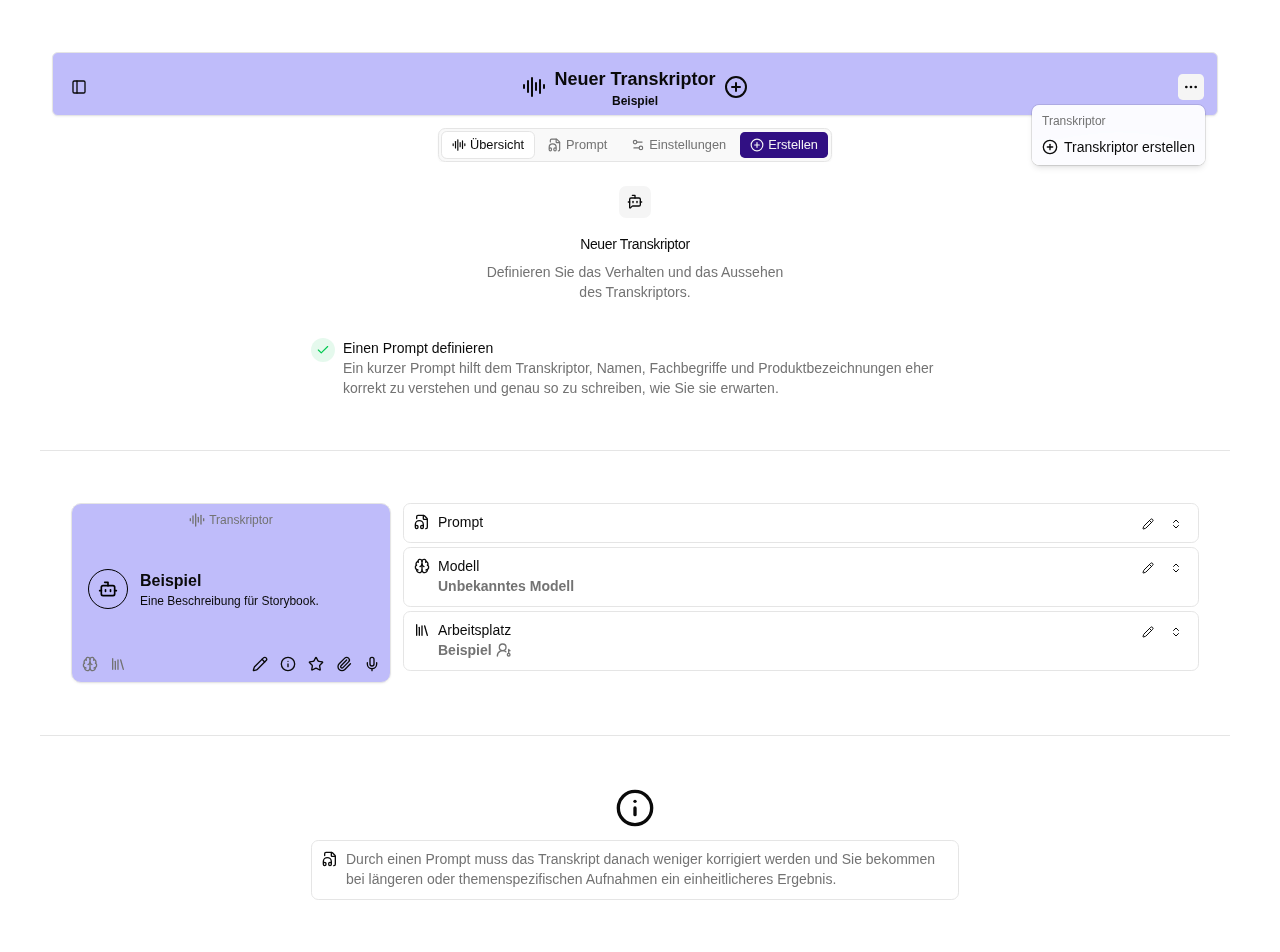 Neuer Transkriptor
Beispiel
Transkriptor
Transkriptor erstellen
Übersicht
Prompt
Einstellungen
Erstellen
Neuer Transkriptor
Definieren Sie das Verhalten und das Aussehen
des Transkriptors.
Einen Prompt definieren
Ein kurzer Prompt hilft dem Transkriptor, Namen, Fachbegriffe und Produktbezeichnungen eher
korrekt zu verstehen und genau so zu schreiben, wie Sie sie erwarten.
Transkriptor
Beispiel
Eine Beschreibung für Storybook.
Prompt
Modell
Unbekanntes Modell
Arbeitsplatz
Beispiel
Durch einen Prompt muss das Transkript danach weniger korrigiert werden und Sie bekommen
bei längeren oder themenspezifischen Aufnahmen ein einheitlicheres Ergebnis.